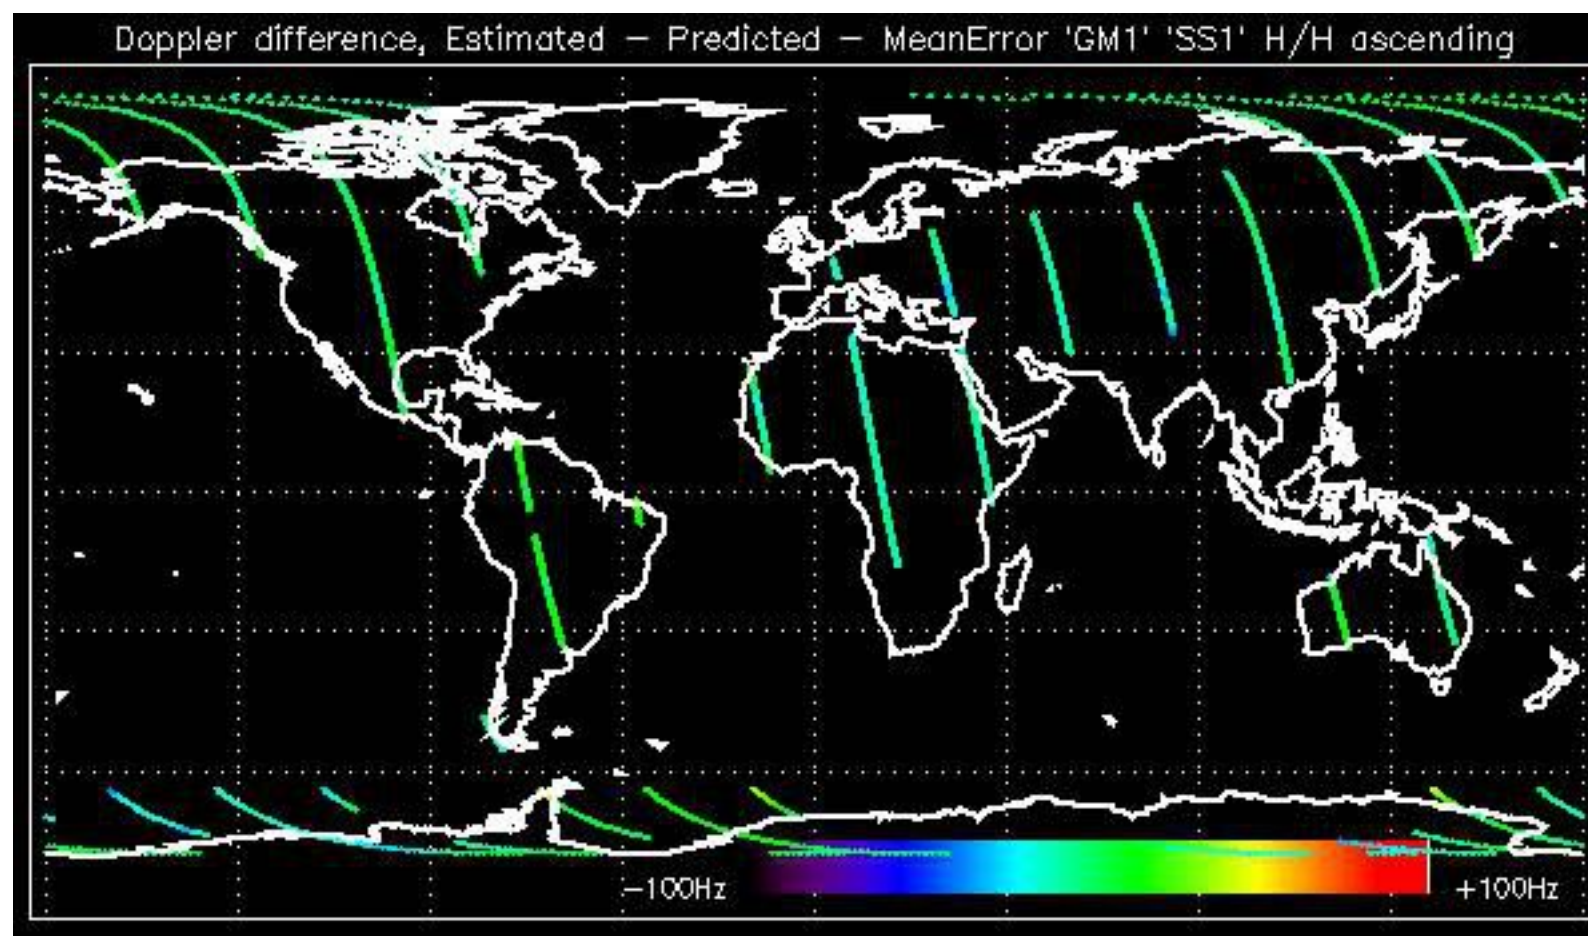 Doppler difference, Estimated — Predicted — MeanError 'GM1' 'SS1' H/H ascending
—100Hz
+100Hz